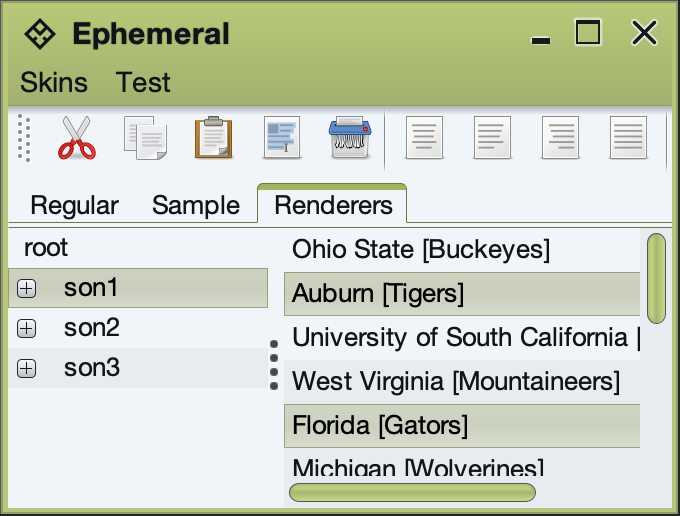 Ephemeral
Skins Test
Regular Sample Renderers
root
son1
son2
son3
Ohio State [Buckeyes]
Auburn [Tigers]
University of South California [
West Virginia [Mountaineers]
Florida [Gators]
Michigan [Wolverines]